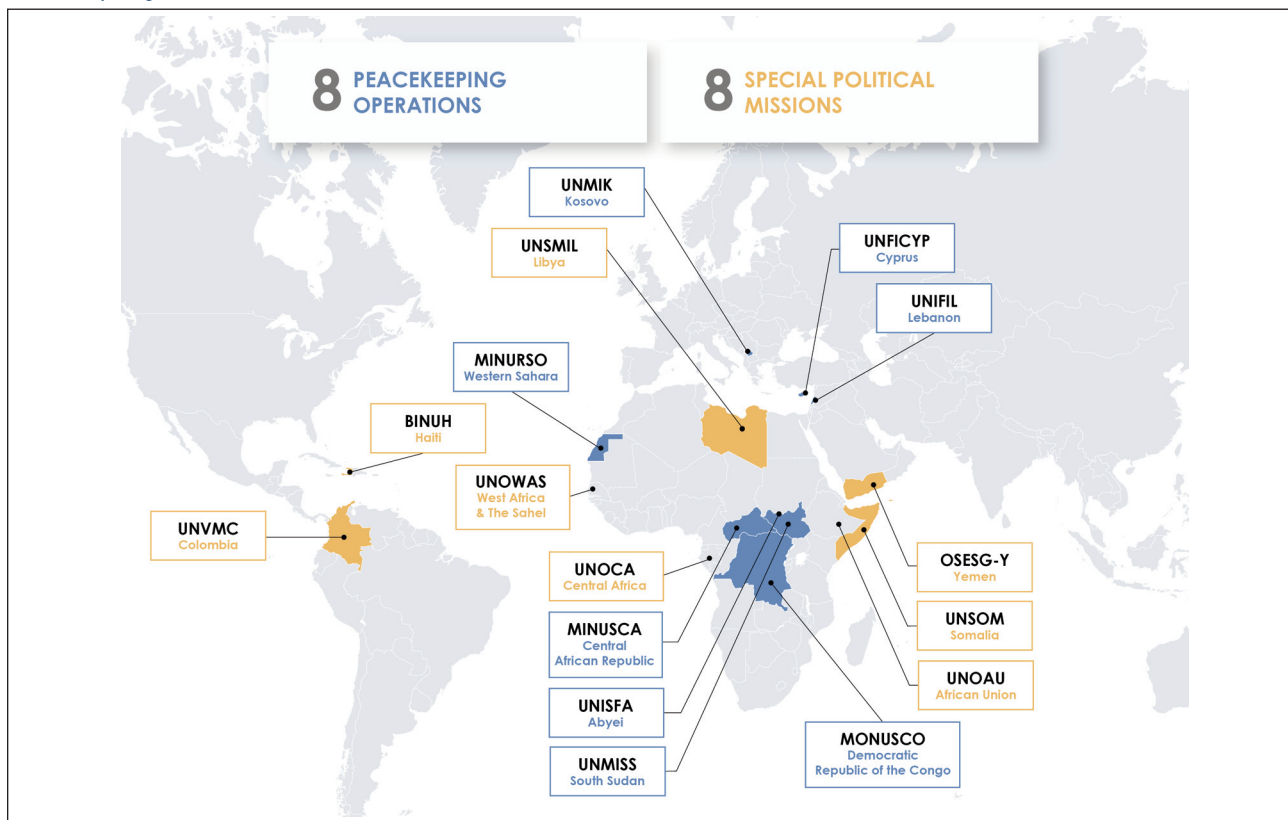 8 PEACEKEEPING
OPERATIONS
8 SPECIAL POLITICAL
MISSIONS
UNMIK
Kosovo
UNSMIL
Libya
UNFICYP
Cyprus
UNIFIL
Lebanon
MINURSO
Western Sahara
BINUH
Haiti
UNOWAS
West Africa
& The Sahel
UNVMC
Colombia
UNOCA
Central Africa
OSESG-Y
Yemen
MINUSCA
Central
African Republic
UNSOM
Somalia
UNOAU
African Union
UNISFA
Abyei
MONUSCO
Democratic
Republic of the Congo
UNMISS
South Sudan